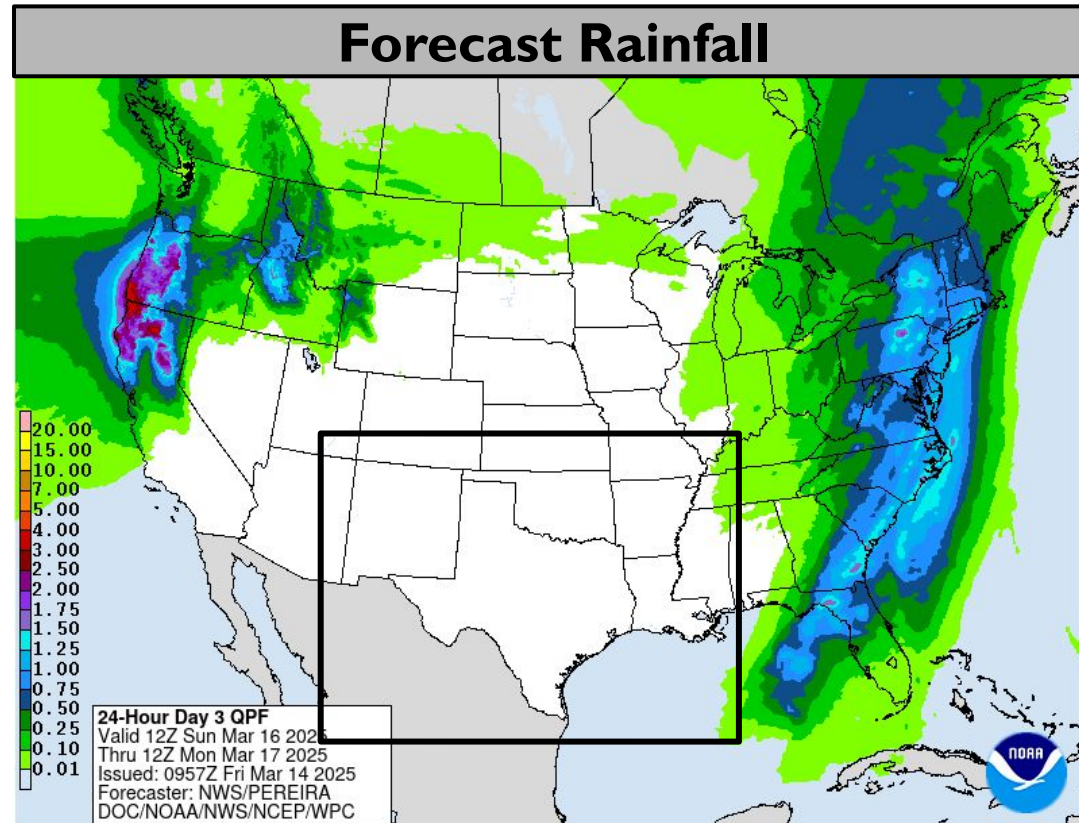 Forecast Rainfall
20.00
15.00
10.00
7.00
5.00
4.00
3.00
2.50
2.00
1.75
1.50
1.25
1.00
0.75
0.50
0.25
0.10
0.01
24-Hour Day 3 QPF
Valid 12Z Sun Mar 16 2025
Thru 12Z Mon Mar 17 2025
Issued: 0957Z Fri Mar 14 2025
Forecaster: NWS/PEREIRA
DOC/NOAA/NWS/NCEP/WPC
NOAA